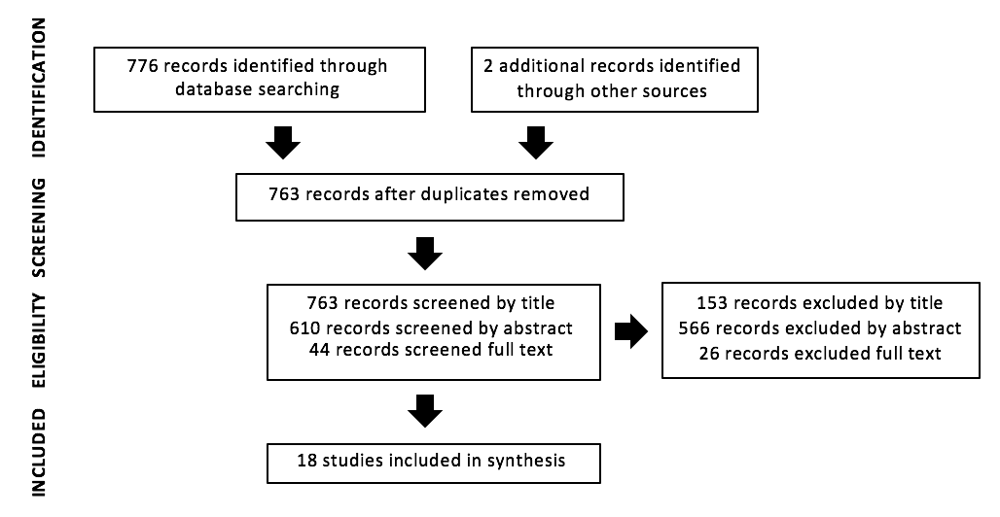 IDENTIFICATION
776 records identified through
database searching
2 additional records identified
through other sources
SCREENING
763 records after duplicates removed
ELIGIBILITY
763 records screened by title
610 records screened by abstract
44 records screened full text
153 records excluded by title
566 records excluded by abstract
26 records excluded full text
INCLUDED
18 studies included in synthesis